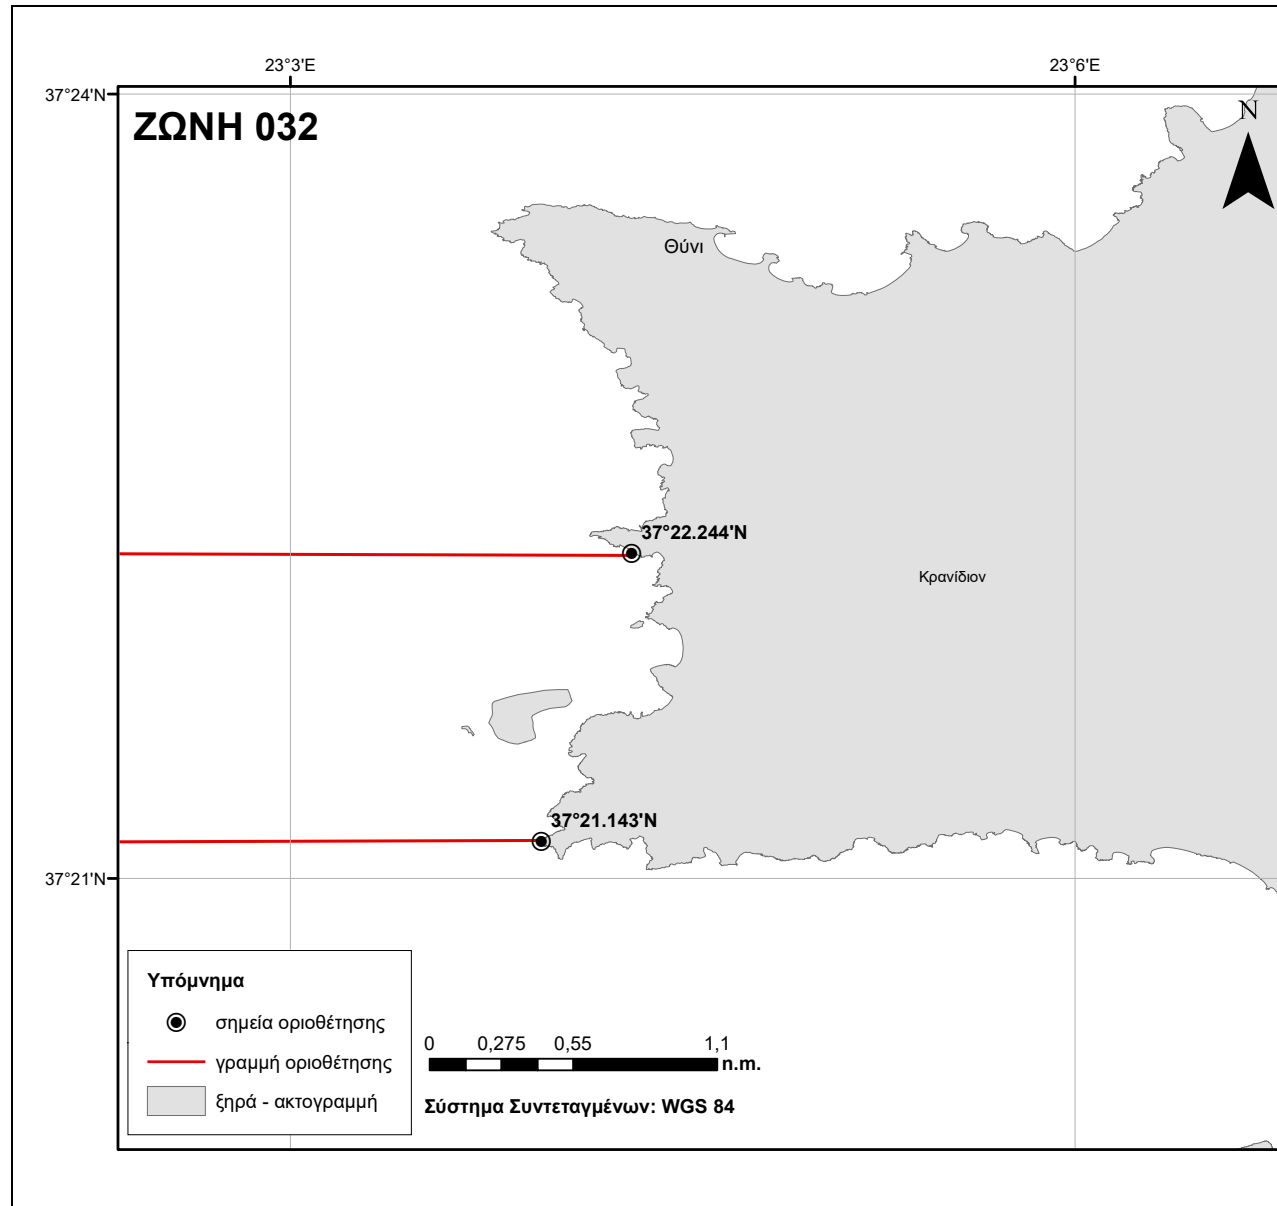 23°3'E
23°6'E
37°24'N
ΖΩΝΗ 032
N
Θύνι
37°22.244'N
Κρανίδιον
37°21.143'N
37°21'N
Υπόμνημα
σημεία οριοθέτησης
γραμμή οριοθέτησης
ξηρά - ακτογραμμή
0 0,275 0,55 1,1
n.m.
Σύστημα Συντεταγμένων: WGS 84